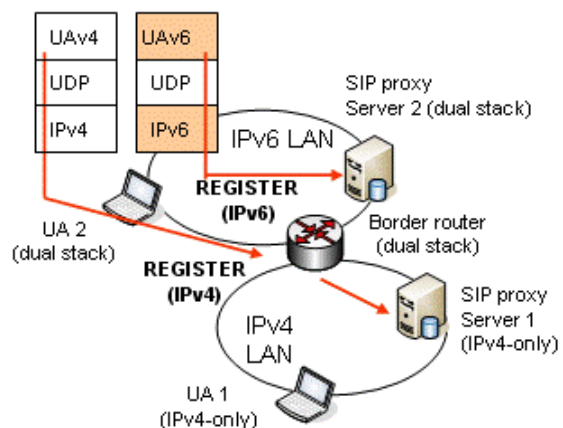 UAv4
UDP
IPv4
UAv6
UDP
IPv6
SIP proxy
Server 2 (dual stack)
IPv6 LAN
REGISTER
(IPv6)
UA 2
(dual stack)
Border router
(dual stack)
REGISTER
(IPv4)
SIP proxy
Server 1
(IPv4-only)
IPv4
LAN
UA 1
(IPv4-only)